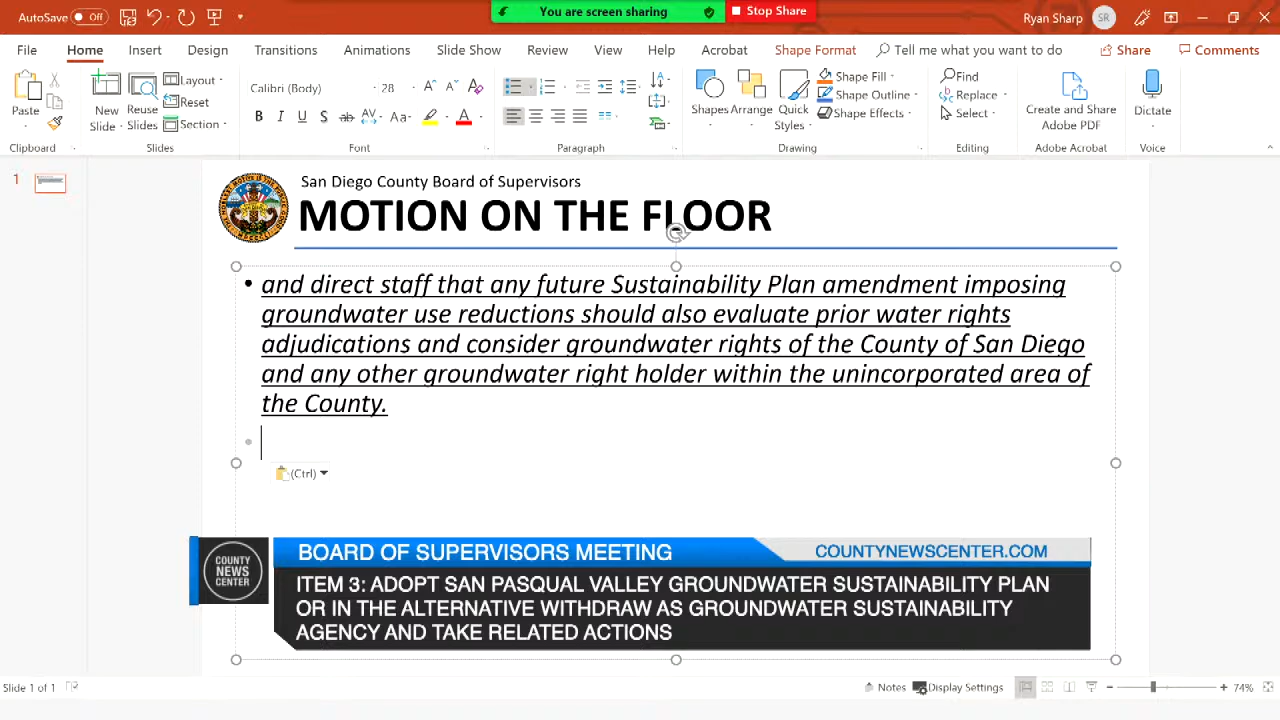 AutoSave Off
You are screen sharing
Stop Share
Ryan Sharp SR
File Home Insert Design Transitions Animations Slide Show Review View Help Acrobat Shape Format Tell me what you want to do Share Comments
Paste
New Slide
Reuse Slides
Layout
Reset
Section
Calibri (Body) 28
B I U S ab AV Aa A
Shapes
Arrange
Quick Styles
Shape Fill
Shape Outline
Shape Effects
Find
Replace
Select
Create and Share Adobe PDF
Dictate
Clipboard Slides Font Paragraph Drawing Editing Adobe Acrobat Voice
1
San Diego County Board of Supervisors
MOTION ON THE FLOOR
• and direct staff that any future Sustainability Plan amendment imposing
groundwater use reductions should also evaluate prior water rights
adjudications and consider groundwater rights of the County of San Diego
and any other groundwater right holder within the unincorporated area of
the County.
(Ctrl)
COUNTY
NEWS
CENTER
BOARD OF SUPERVISORS MEETING
COUNTYNEWSCENTER.COM
ITEM 3: ADOPT SAN PASQUAL VALLEY GROUNDWATER SUSTAINABILITY PLAN
OR IN THE ALTERNATIVE WITHDRAW AS GROUNDWATER SUSTAINABILITY
AGENCY AND TAKE RELATED ACTIONS
Slide 1 of 1
Notes
Display Settings
74%